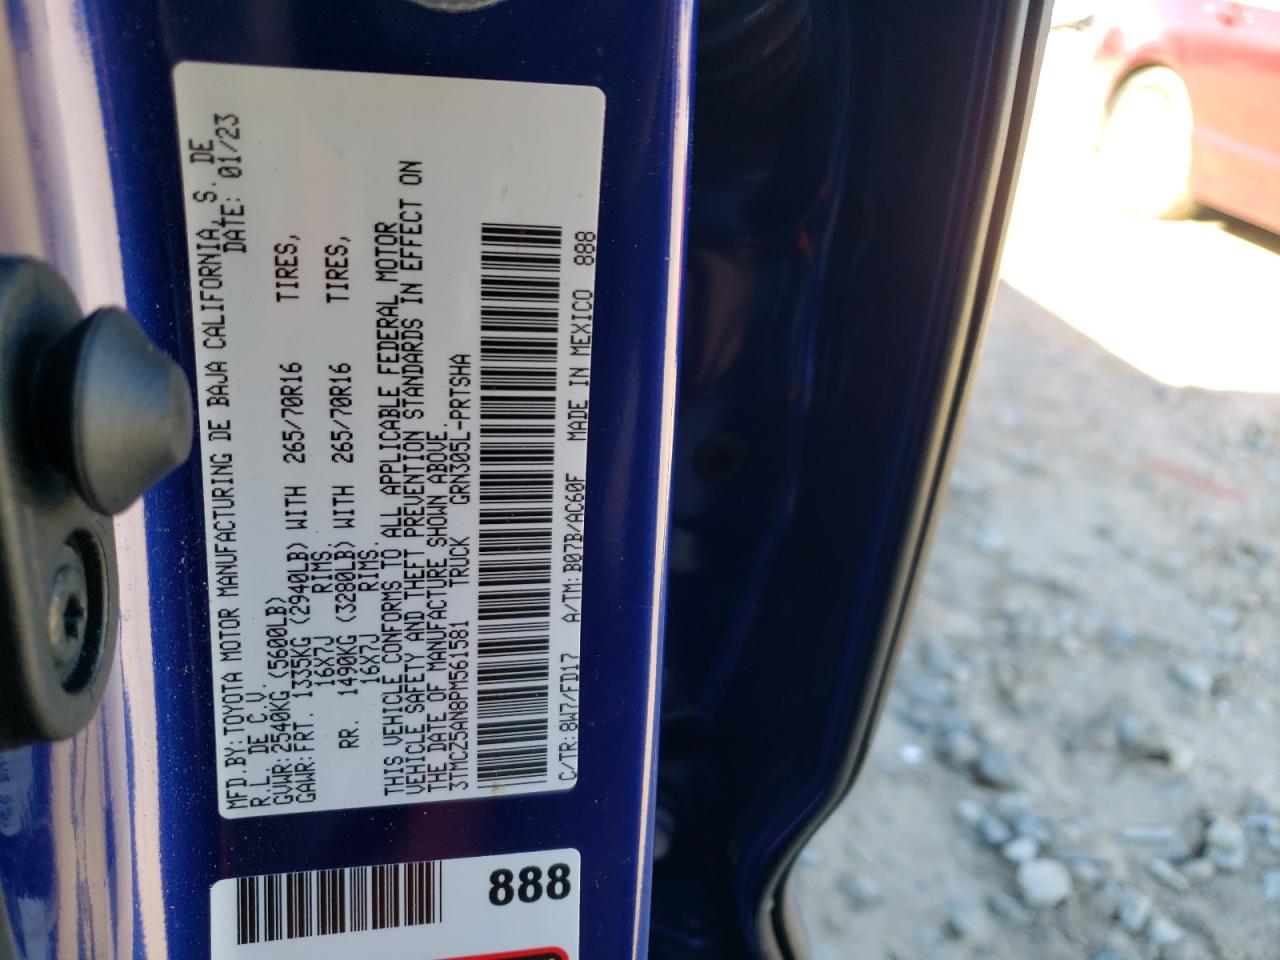 MFD.BY:TOYOTA MOTOR MANUFACTURING DE BAJA CALIFORNIA, S. DE
R.L. DE C.V. DATE: 01/23
GVWR:2540KG (5600LB)
GAWR:FRT. 1335KG (2940LB) WITH 265/70R16 TIRES,
16X7J RIMS.
RR. 1490KG (3280LB) WITH 265/70R16 TIRES,
16X7J RIMS.
THIS VEHICLE CONFORMS TO ALL APPLICABLE FEDERAL MOTOR
VEHICLE SAFETY AND THEFT PREVENTION STANDARDS IN EFFECT ON
THE DATE OF MANUFACTURE SHOWN ABOVE.
3TMCZ5AN8PM561581 TRUCK GRN305L-PRTSHA
C/TR:8W7/FD17 A/TM:B07B/AC60F MADE IN MEXICO 888
888